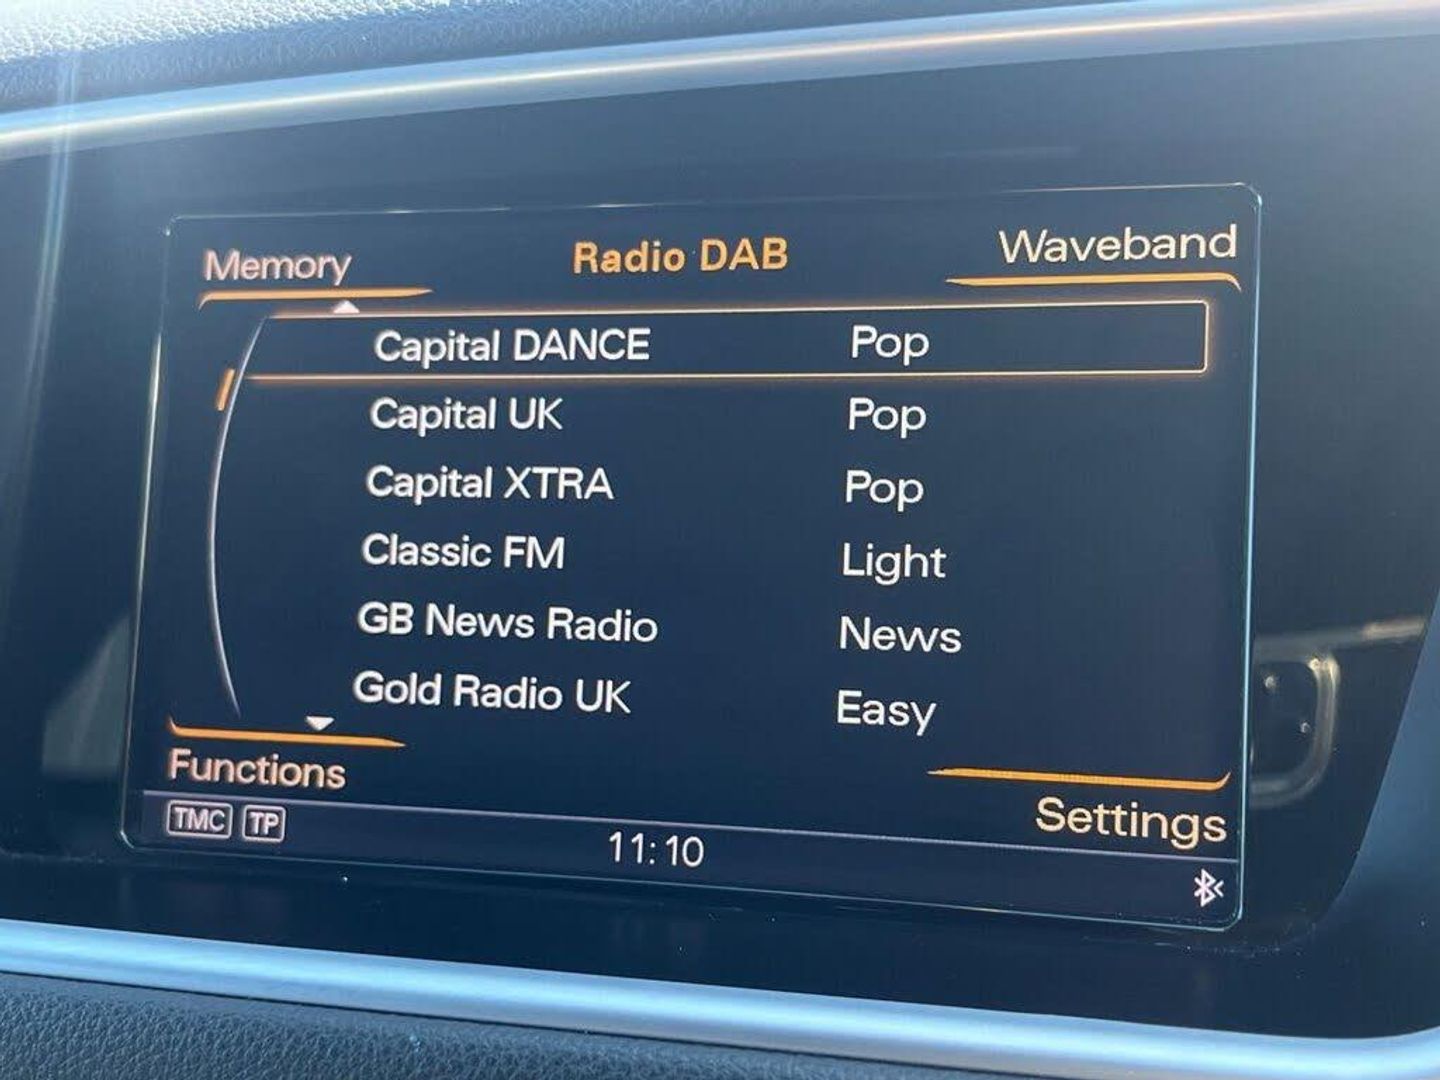 Memory Radio DAB Waveband
Capital DANCE Pop
Capital UK Pop
Capital XTRA Pop
Classic FM Light
GB News Radio News
Gold Radio UK Easy
Functions Settings
TMC TP 11:10